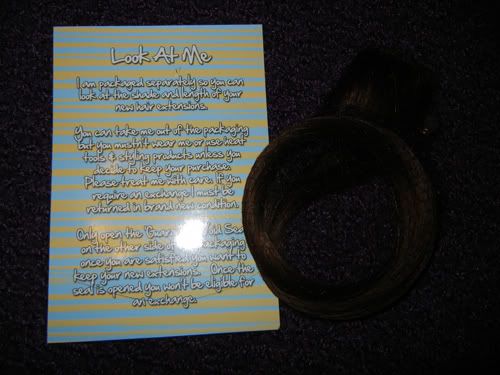 Look At Me
I am packaged separately so you can
look at the shade and length of your
new hair extensions.
You can take me out of the packaging
but you mustn't wear me or use heat
tools & styling products unless you
decide to keep your purchase.
Please treat me with care, if you
require an exchange I must be
returned in brand new condition.
Only open the 'Guar old Seal
on the other side of packaging
once you are satisfied you want to
keep your new extensions. Once the
seal is opened you won't be eligible for
an exchange.